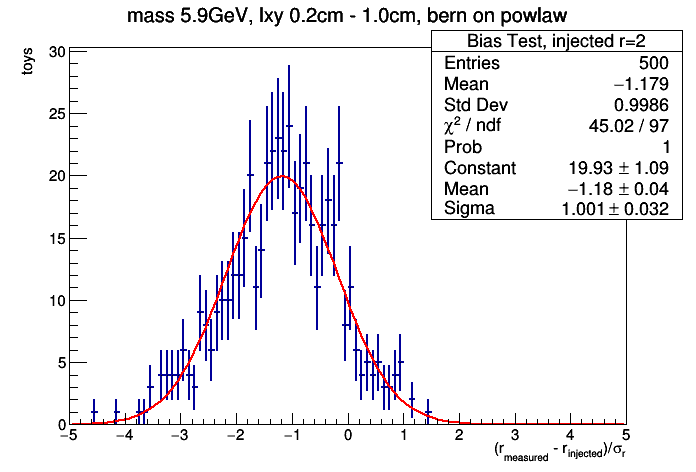 mass 5.9GeV, lxy 0.2cm - 1.0cm, bern on powlaw
Bias Test, injected r=2
Entries 500
Mean −1.179
Std Dev 0.9986
χ² / ndf 45.02 / 97
Prob 1
Constant 19.93 ± 1.09
Mean −1.18 ± 0.04
Sigma 1.001 ± 0.032
toys
30
25
20
15
10
5
0
−5 −4 −3 −2 −1 0 1 2 3 4 5
(r_measured - r_injected)/σ_r